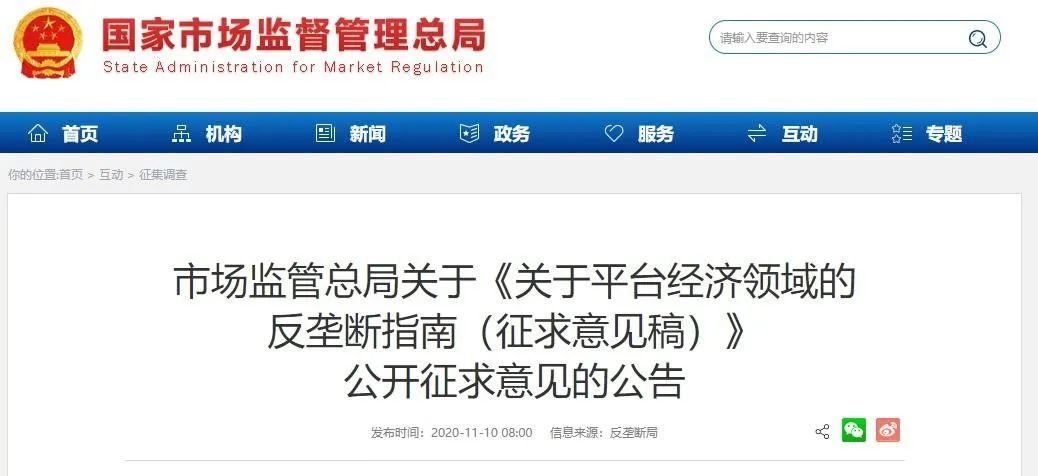 国家市场监督管理总局
State Administration for Market Regulation
请输入要查询的内容
首页 机构 新闻 政务 服务 互动 专题
你的位置:首页 > 互动 > 征集调查
市场监管总局关于《关于平台经济领域的
反垄断指南（征求意见稿）》
公开征求意见的公告
发布时间：2020-11-10 08:00 信息来源：反垄断局